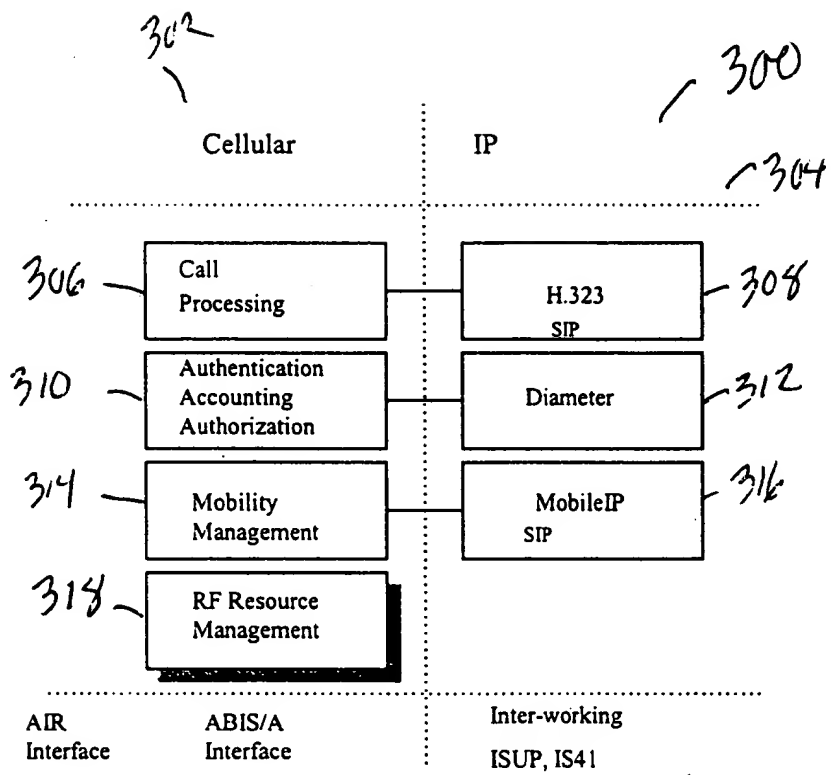 302
300
Cellular
IP
304
306
Call
Processing
H.323
SIP
308
310
Authentication
Accounting
Authorization
Diameter
312
314
Mobility
Management
MobileIP
SIP
316
318
RF Resource
Management
AIR
Interface
ABIS/A
Interface
Inter-working
ISUP, IS41